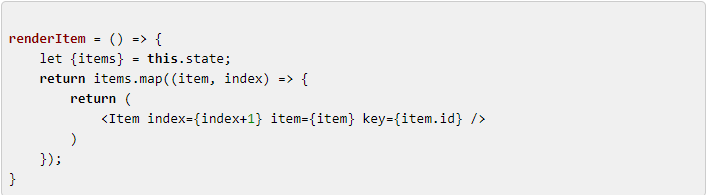 renderItem = () => {
    let {items} = this.state;
    return items.map((item, index) => {
        return (
            <Item index={index+1} item={item} key={item.id} />
        )
    });
}